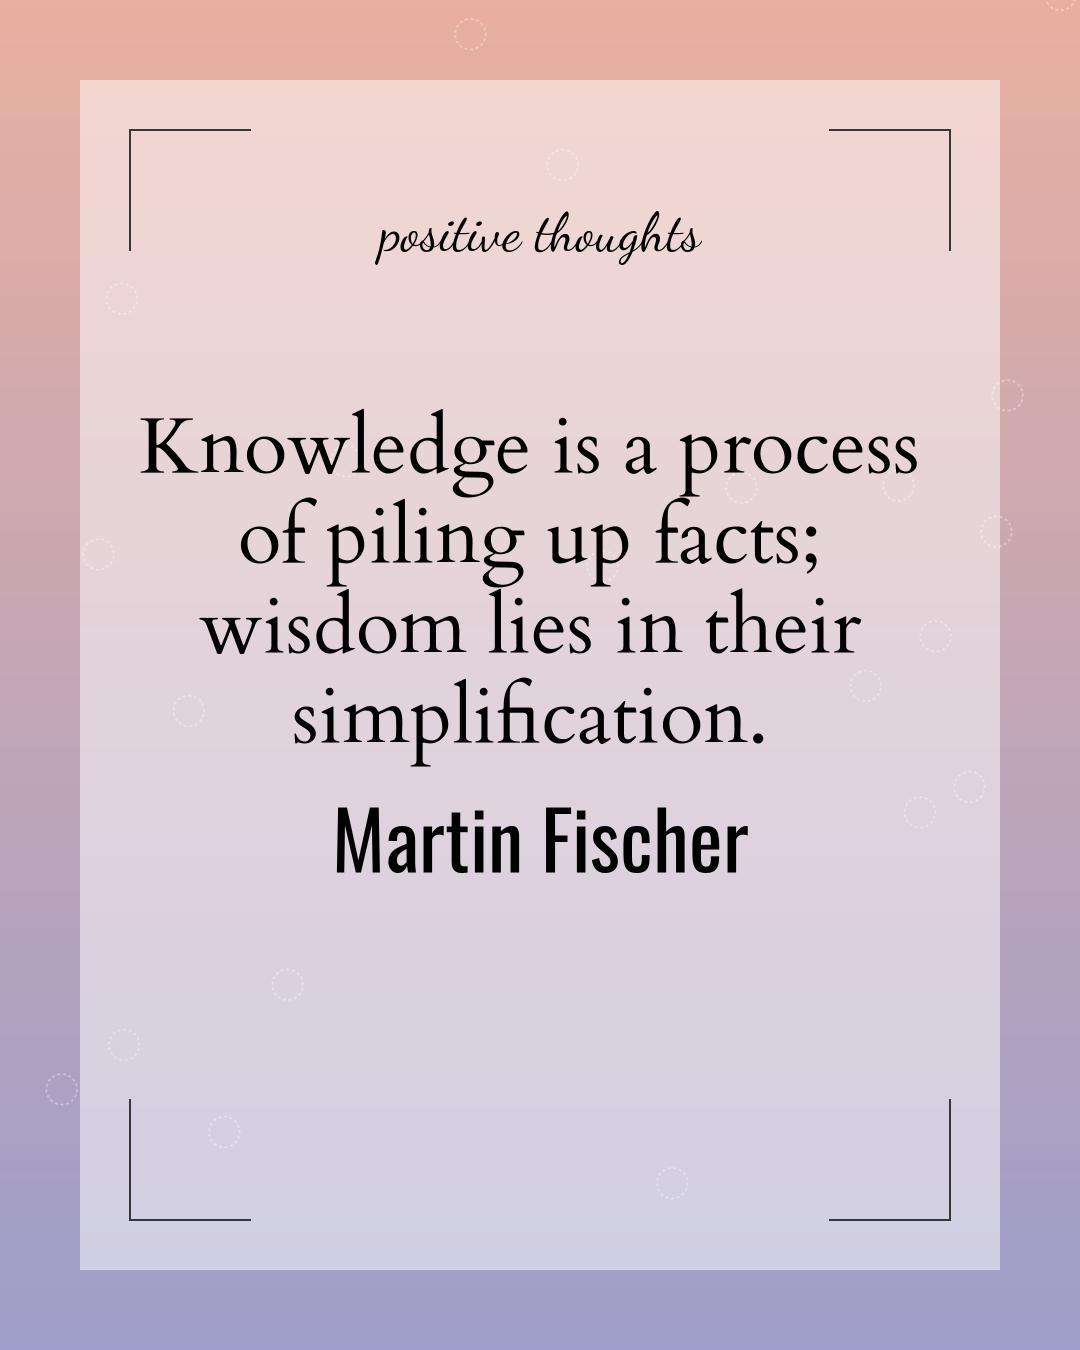 positive thoughts
Knowledge is a process
of piling up facts;
wisdom lies in their
simplification.
Martin Fischer